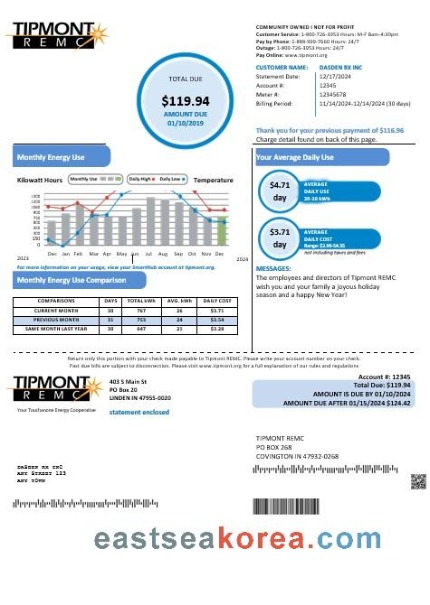 TIPMONT
REMC
COMMUNITY OWNED I NOT FOR PROFIT
Customer Service: 1-800-726-3953 Hours: M-F 8am-4:30pm
Pay by Phone: 1-888-999-7660 Hours: 24/7
Outage: 1-800-726-3953 Hours: 24/7
Pay Online: www.tipmont.org
TOTAL DUE
$119.94
AMOUNT DUE
01/10/2019
CUSTOMER NAME: DASDEN RX INC
Statement Date: 12/17/2024
Account #: 12345
Meter #: 12345678
Billing Period: 11/14/2024-12/14/2024 (30 days)
Thank you for your previous payment of $116.96
Charge detail found on back of this page.
Monthly Energy Use
Kilowatt Hours
Monthly Use
Daily High
Daily Low
Temperature
Dec Jan Feb Mar Apr May Jun Jul Aug Sep Oct Nov Dec
2023 2024
For more information on your usage, view your SmartHub account at tipmont.org.
Your Average Daily Use
$4.71
day
AVERAGE
DAILY USE
$3.71
day
AVERAGE
DAILY COST
not including taxes and fees
MESSAGES:
The employees and directors of Tipmont REMC
wish you and your family a joyous holiday
season and a happy New Year!
Monthly Energy Use Comparison
COMPARISONS DAYS TOTAL kWh AVG. kWh DAILY COST
CURRENT MONTH 30 767 26 $3.71
PREVIOUS MONTH 31 753 24 $3.54
SAME MONTH LAST YEAR 30 647 21 $3.28
Return only this portion with your check made payable to Tipmont REMC. Please write your account number on your check.
Past due bills are subject to disconnection. Please visit www.tipmont.org for a full explanation of our rules and regulations
TIPMONT
REMC
Your Touchstone Energy Cooperative
403 S Main St
PO Box 20
LINDEN IN 47955-0020
statement enclosed
Account #: 12345
Total Due: $119.94
AMOUNT IS DUE BY 01/10/2024
AMOUNT DUE AFTER 01/15/2024 $124.42
TIPMONT REMC
PO BOX 268
COVINGTON IN 47932-0268
DASDEN RX INC
ANY STREET 123
ANY TOWN
eastseakorea.com